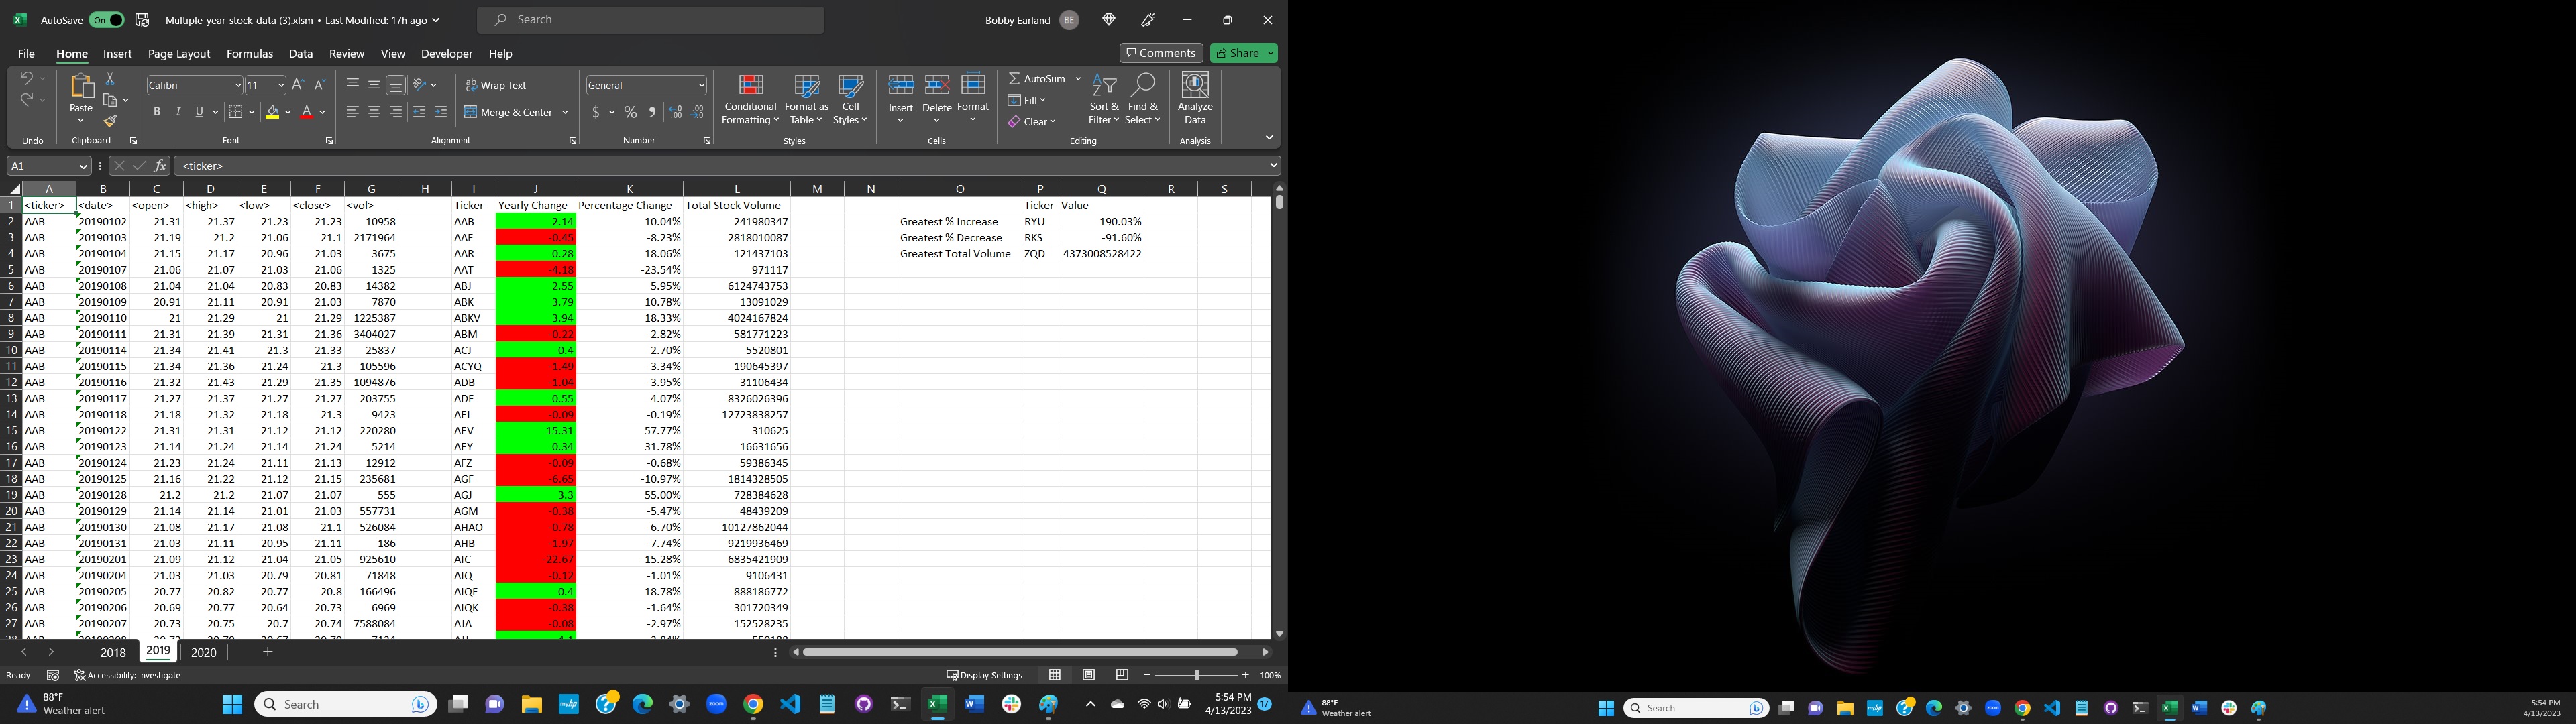 AutoSave On Multiple_year_stock_data (3).xlsm • Last Modified: 17h ago Search Bobby Earland BE
File Home Insert Page Layout Formulas Data Review View Developer Help Comments Share
Calibri 11 Wrap Text General AutoSum
Paste Fill
B I U Merge & Center $ % Conditional Formatting Format as Table Cell Styles Insert Delete Format Clear Sort & Filter Find & Select Analyze Data
Undo Clipboard Font Alignment Number Styles Cells Editing Analysis
A1 fx <ticker>
A B C D E F G H I J K L M N O P Q R S
1 <ticker> <date> <open> <high> <low> <close> <vol> Ticker Yearly Change Percentage Change Total Stock Volume Ticker Value
2 AAB 20190102 21.31 21.37 21.23 21.23 10958 AAB 2.14 10.04% 241980347 Greatest % Increase RYU 190.03%
3 AAB 20190103 21.19 21.2 21.06 21.1 2171964 AAF -0.45 -8.23% 2818010087 Greatest % Decrease RKS -91.60%
4 AAB 20190104 21.15 21.17 20.96 21.03 3675 AAR 0.28 18.06% 121437103 Greatest Total Volume ZQD 4373008528422
5 AAB 20190107 21.06 21.07 21.03 21.06 1325 AAT -4.18 -23.54% 971117
6 AAB 20190108 21.04 21.04 20.83 20.83 14382 ABJ 2.55 5.95% 6124743753
7 AAB 20190109 20.91 21.11 20.91 21.03 7870 ABK 3.79 10.78% 13091029
8 AAB 20190110 21 21.29 21 21.29 1225387 ABKV 3.94 18.33% 4024167824
9 AAB 20190111 21.31 21.39 21.31 21.36 3404027 ABM -0.22 -2.82% 581771223
10 AAB 20190114 21.34 21.41 21.3 21.33 25837 ACJ 0.4 2.70% 5520801
11 AAB 20190115 21.34 21.36 21.24 21.3 105596 ACYQ -1.49 -3.34% 190645397
12 AAB 20190116 21.32 21.43 21.29 21.35 1094876 ADB -1.04 -3.95% 31106434
13 AAB 20190117 21.27 21.37 21.27 21.27 203755 ADF 0.55 4.07% 8326026396
14 AAB 20190118 21.18 21.32 21.18 21.3 9423 AEL -0.09 -0.19% 12723838257
15 AAB 20190122 21.31 21.31 21.12 21.12 220280 AEV 15.31 57.77% 310625
16 AAB 20190123 21.14 21.24 21.14 21.24 5214 AEY 0.34 31.78% 16631656
17 AAB 20190124 21.23 21.24 21.11 21.13 12912 AFZ -0.09 -0.68% 59386345
18 AAB 20190125 21.16 21.22 21.12 21.15 235681 AGF -6.65 -10.97% 1814328505
19 AAB 20190128 21.2 21.2 21.07 21.07 555 AGJ 3.3 55.00% 728384628
20 AAB 20190129 21.14 21.14 21.01 21.03 557731 AGM -0.38 -5.47% 48439209
21 AAB 20190130 21.08 21.17 21.08 21.1 526084 AHAO -0.78 -6.70% 10127862044
22 AAB 20190131 21.03 21.11 20.95 21.11 186 AHB -1.97 -7.74% 9219936469
23 AAB 20190201 21.09 21.12 21.04 21.05 925610 AIC -22.67 -15.28% 6835421909
24 AAB 20190204 21.03 21.03 20.79 20.81 71848 AIQ -0.12 -1.01% 9106431
25 AAB 20190205 20.77 20.82 20.77 20.8 166496 AIQF 0.4 18.78% 888186772
26 AAB 20190206 20.69 20.77 20.64 20.73 6969 AIQK -0.38 -1.64% 301720349
27 AAB 20190207 20.73 20.75 20.7 20.74 7588084 AJA -0.08 -2.97% 152528235
2018 2019 2020 +
Ready Accessibility: Investigate Display Settings 100%
88°F Weather alert Search 5:54 PM 4/13/2023 17
88°F Weather alert Search 5:54 PM 4/13/2023